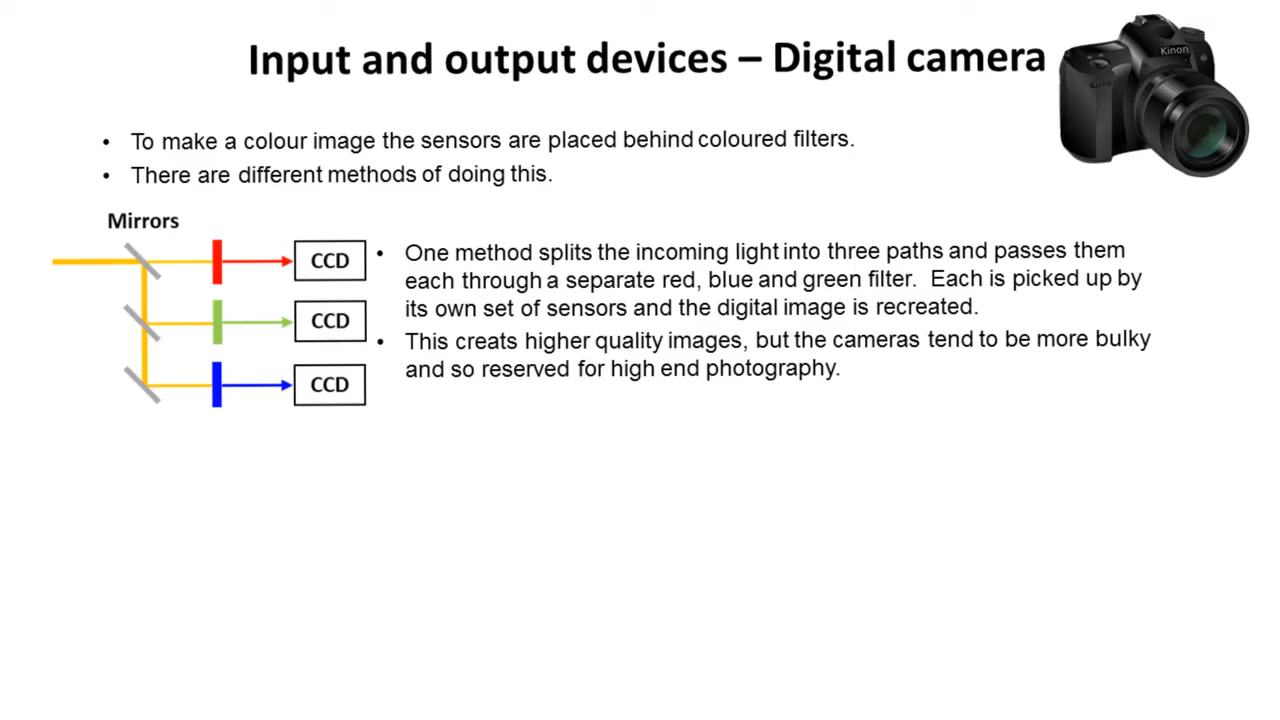 Input and output devices – Digital camera
Kinon
• To make a colour image the sensors are placed behind coloured filters.
• There are different methods of doing this.
Mirrors
CCD
CCD
CCD
• One method splits the incoming light into three paths and passes them
each through a separate red, blue and green filter. Each is picked up by
its own set of sensors and the digital image is recreated.
• This creats higher quality images, but the cameras tend to be more bulky
and so reserved for high end photography.